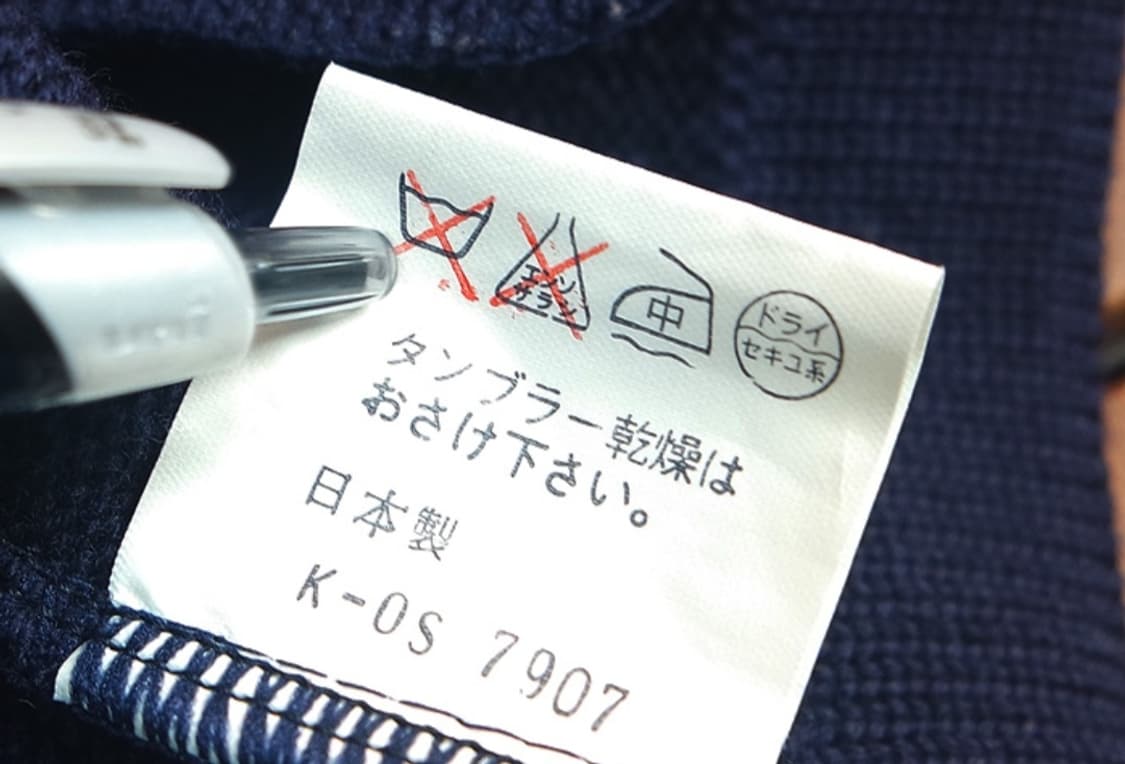 エンソ
サラシ
中
ドライ
セキユ系
タンブラー乾燥は
おさけ下さい。
日本製
K-OS 7907